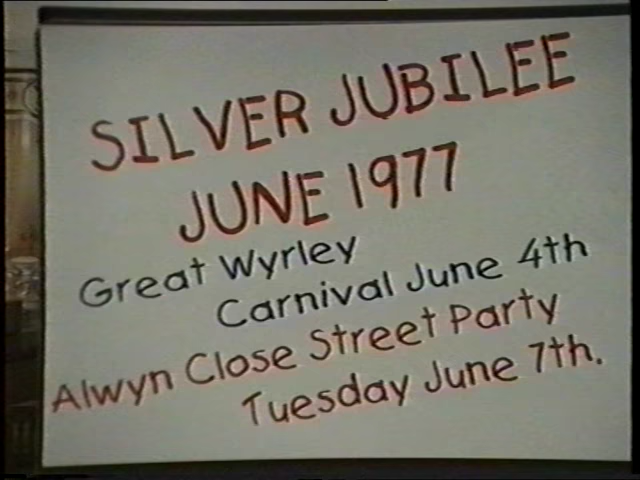 SILVER JUBILEE
JUNE 1977
Great Wyrley
Carnival June 4th
Alwyn Close Street Party
Tuesday June 7th.